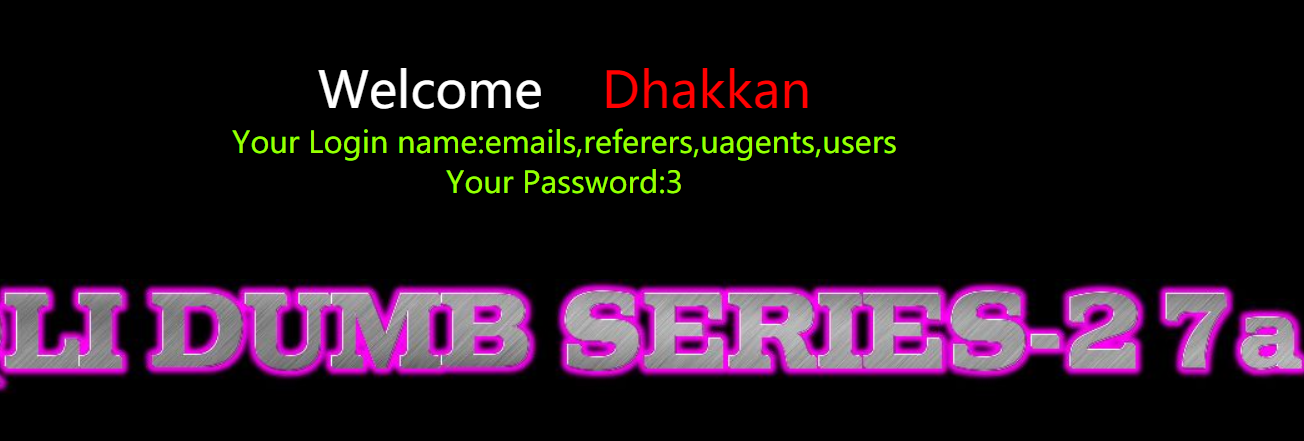 Welcome Dhakkan
Your Login name:emails,referers,uagents,users
Your Password:3
LI DUMB SERIES-2 7a